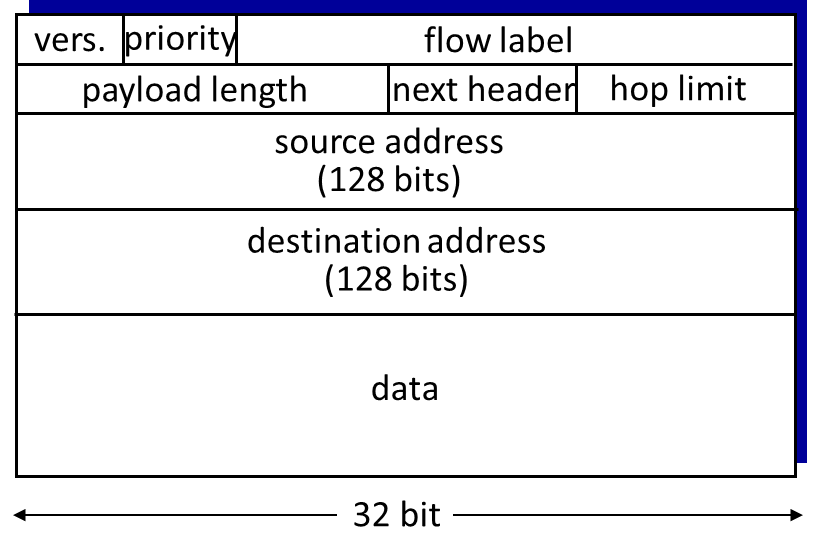 vers. priority flow label
payload length next header hop limit
source address
(128 bits)
destination address
(128 bits)
data
32 bit